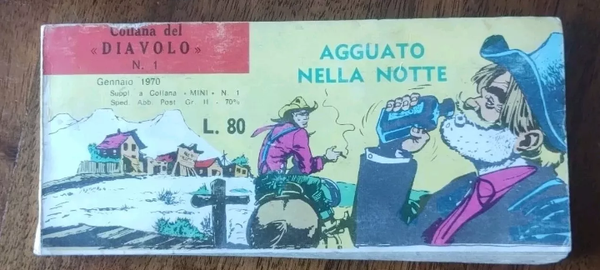 Collana del
« DIAVOLO »
N. 1
Gennaio 1970
Suppl. a Collana « MINI » N. 1
Sped. Abb. Post. Gr. II - 70%
L. 80
AGGUATO
NELLA NOTTE